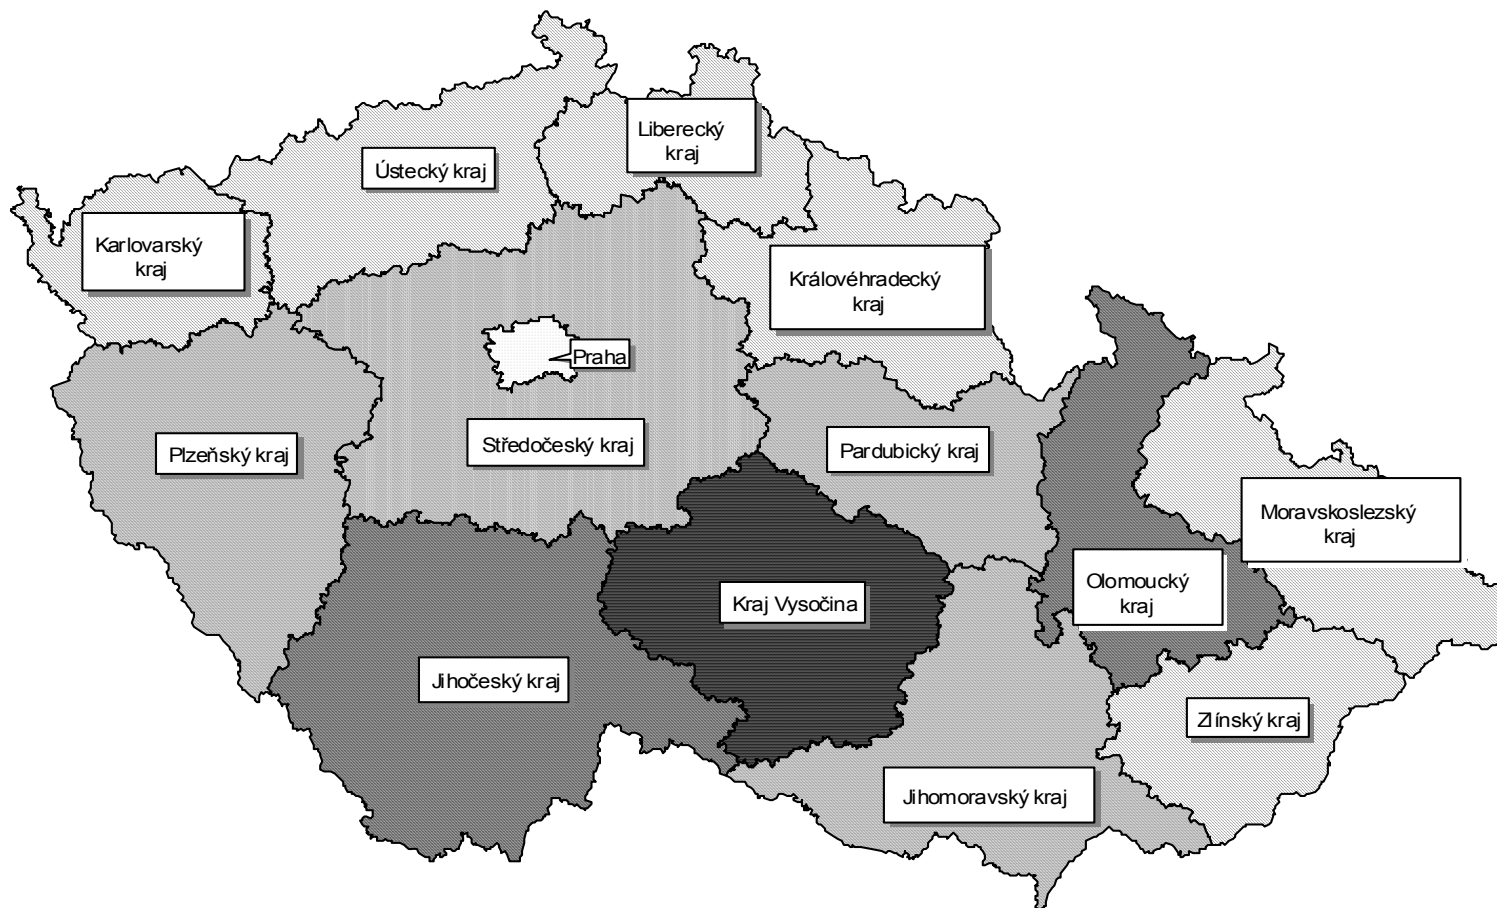 Liberecký
kraj
Ústecký kraj
Karlovarský
kraj
Královéhradecký
kraj
Praha
Plzeňský kraj
Středočeský kraj
Pardubický kraj
Moravskoslezský
kraj
Olomoucký
kraj
Kraj Vysočina
Jihočeský kraj
Zlínský kraj
Jihomoravský kraj